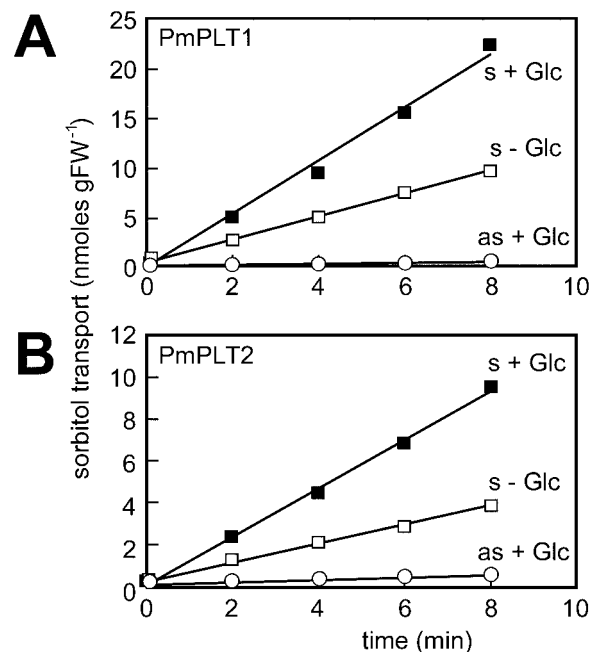 A
PmPLT1
25
20
15
10
5
0
s + Glc
s - Glc
as + Glc
0 2 4 6 8 10
sorbitol transport (nmoles gFW⁻¹)
B
PmPLT2
12
10
8
6
4
2
0
s + Glc
s - Glc
as + Glc
0 2 4 6 8 10
time (min)